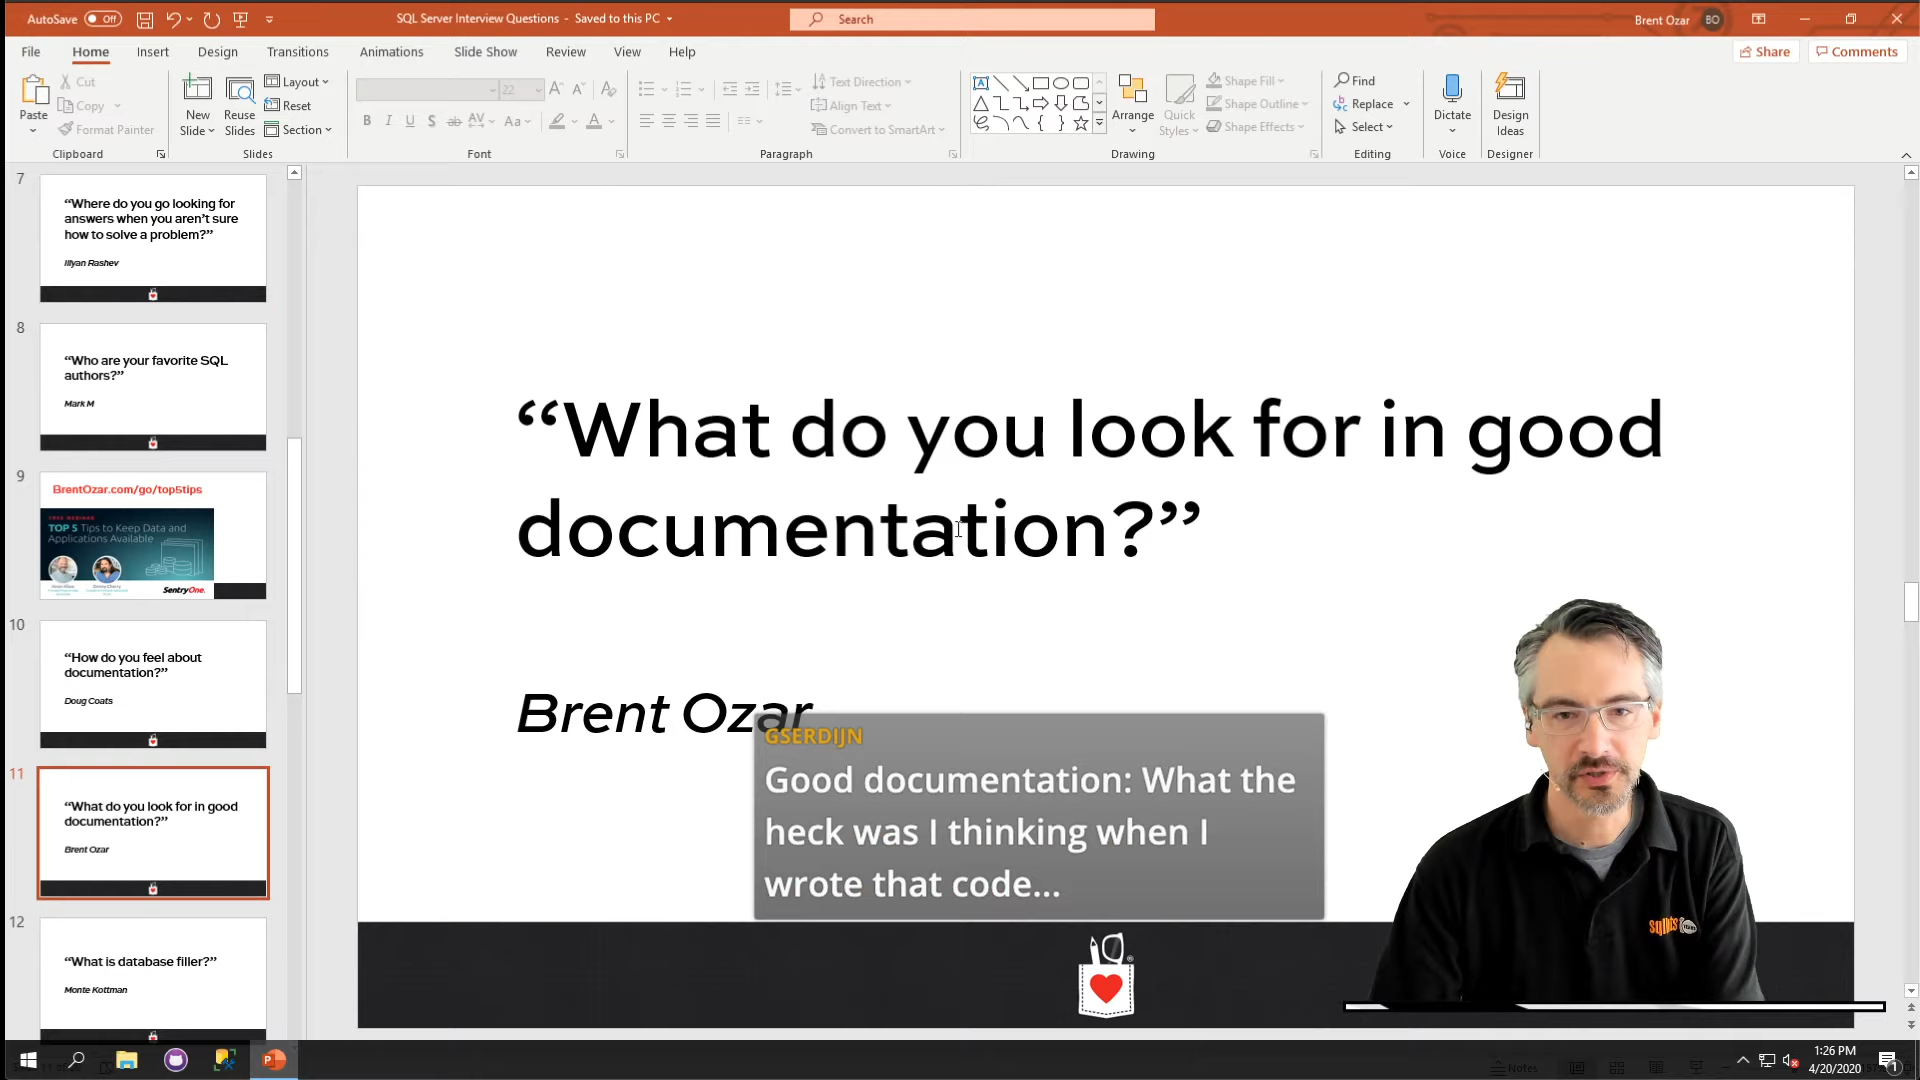 AutoSave Off
SQL Server Interview Questions - Saved to this PC
Search
Brent Ozar BO
File Home Insert Design Transitions Animations Slide Show Review View Help
Share Comments
Paste
Cut
Copy
Format Painter
Clipboard
New Slide
Reuse Slides
Layout
Reset
Section
Slides
22
Font
Text Direction
Align Text
Convert to SmartArt
Paragraph
Arrange
Quick Styles
Shape Fill
Shape Outline
Shape Effects
Drawing
Find
Replace
Select
Editing
Dictate
Voice
Design Ideas
Designer
7
“Where do you go looking for
answers when you aren’t sure
how to solve a problem?”
Illyan Rashev
8
“Who are your favorite SQL
authors?”
Mark M
9
BrentOzar.com/go/top5tips
TOP 5 Tips to Keep Data and
Applications Available
SentryOne.
10
“How do you feel about
documentation?”
Doug Coats
11
“What do you look for in good
documentation?”
Brent Ozar
12
“What is database filler?”
Monte Kottman
“What do you look for in good
documentation?”
Brent Ozar
GSERDIJN
Good documentation: What the
heck was I thinking when I
wrote that code...
Notes
1:26 PM
4/20/2020
1